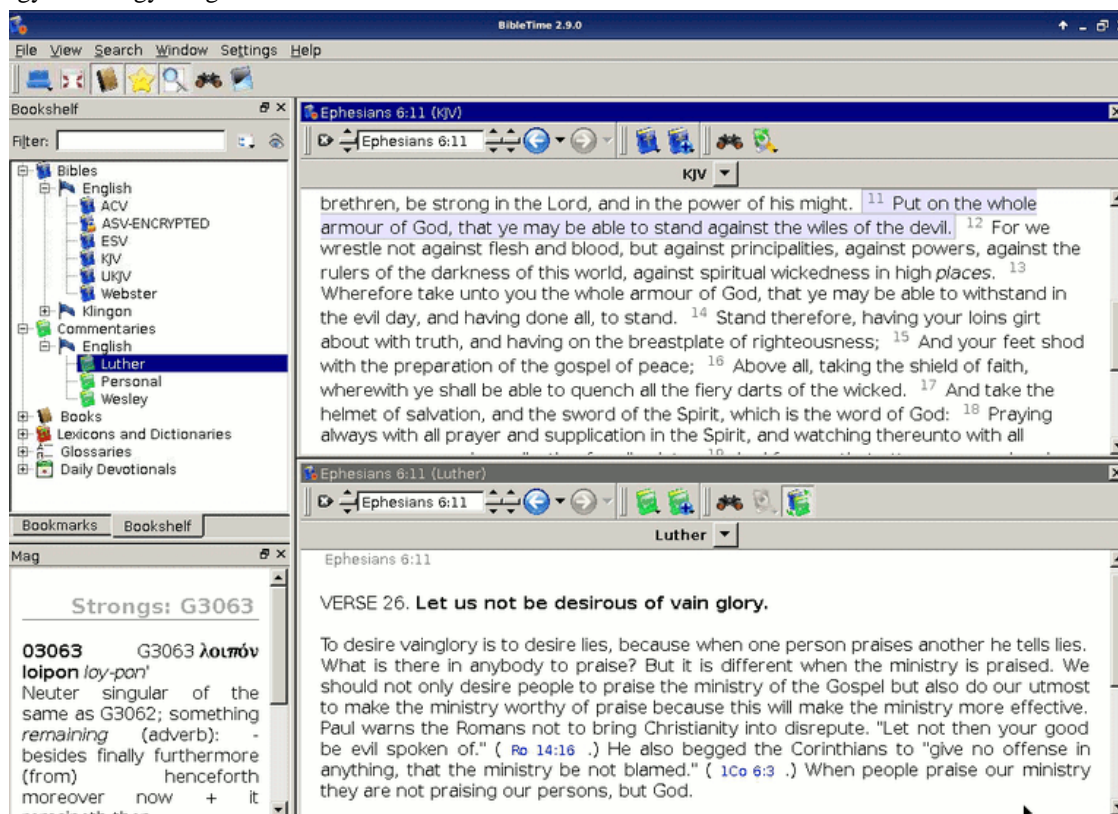 BibleTime 2.9.0
File View Search Window Settings Help
Bookshelf
Filter:
Bibles
English
ACV
ASV-ENCRYPTED
ESV
KJV
UKJV
Webster
Klingon
Commentaries
English
Luther
Personal
Wesley
Books
Lexicons and Dictionaries
Glossaries
Daily Devotionals
Bookmarks Bookshelf
Mag
Strongs: G3063
03063 G3063 λοιπόν
loipon loy-pon'
Neuter singular of the
same as G3062; something
remaining (adverb): -
besides finally furthermore
(from) henceforth
moreover now + it
Ephesians 6:11 (KJV)
Ephesians 6:11
KJV
brethren, be strong in the Lord, and in the power of his might. 11 Put on the whole
armour of God, that ye may be able to stand against the wiles of the devil. 12 For we
wrestle not against flesh and blood, but against principalities, against powers, against the
rulers of the darkness of this world, against spiritual wickedness in high places. 13
Wherefore take unto you the whole armour of God, that ye may be able to withstand in
the evil day, and having done all, to stand. 14 Stand therefore, having your loins girt
about with truth, and having on the breastplate of righteousness; 15 And your feet shod
with the preparation of the gospel of peace; 16 Above all, taking the shield of faith,
wherewith ye shall be able to quench all the fiery darts of the wicked. 17 And take the
helmet of salvation, and the sword of the Spirit, which is the word of God: 18 Praying
always with all prayer and supplication in the Spirit, and watching thereunto with all
Ephesians 6:11 (Luther)
Ephesians 6:11
Luther
Ephesians 6:11
VERSE 26. Let us not be desirous of vain glory.
To desire vainglory is to desire lies, because when one person praises another he tells lies.
What is there in anybody to praise? But it is different when the ministry is praised. We
should not only desire people to praise the ministry of the Gospel but also do our utmost
to make the ministry worthy of praise because this will make the ministry more effective.
Paul warns the Romans not to bring Christianity into disrepute. "Let not then your good
be evil spoken of." ( Ro 14:16 .) He also begged the Corinthians to "give no offense in
anything, that the ministry be not blamed." ( 1Co 6:3 .) When people praise our ministry
they are not praising our persons, but God.